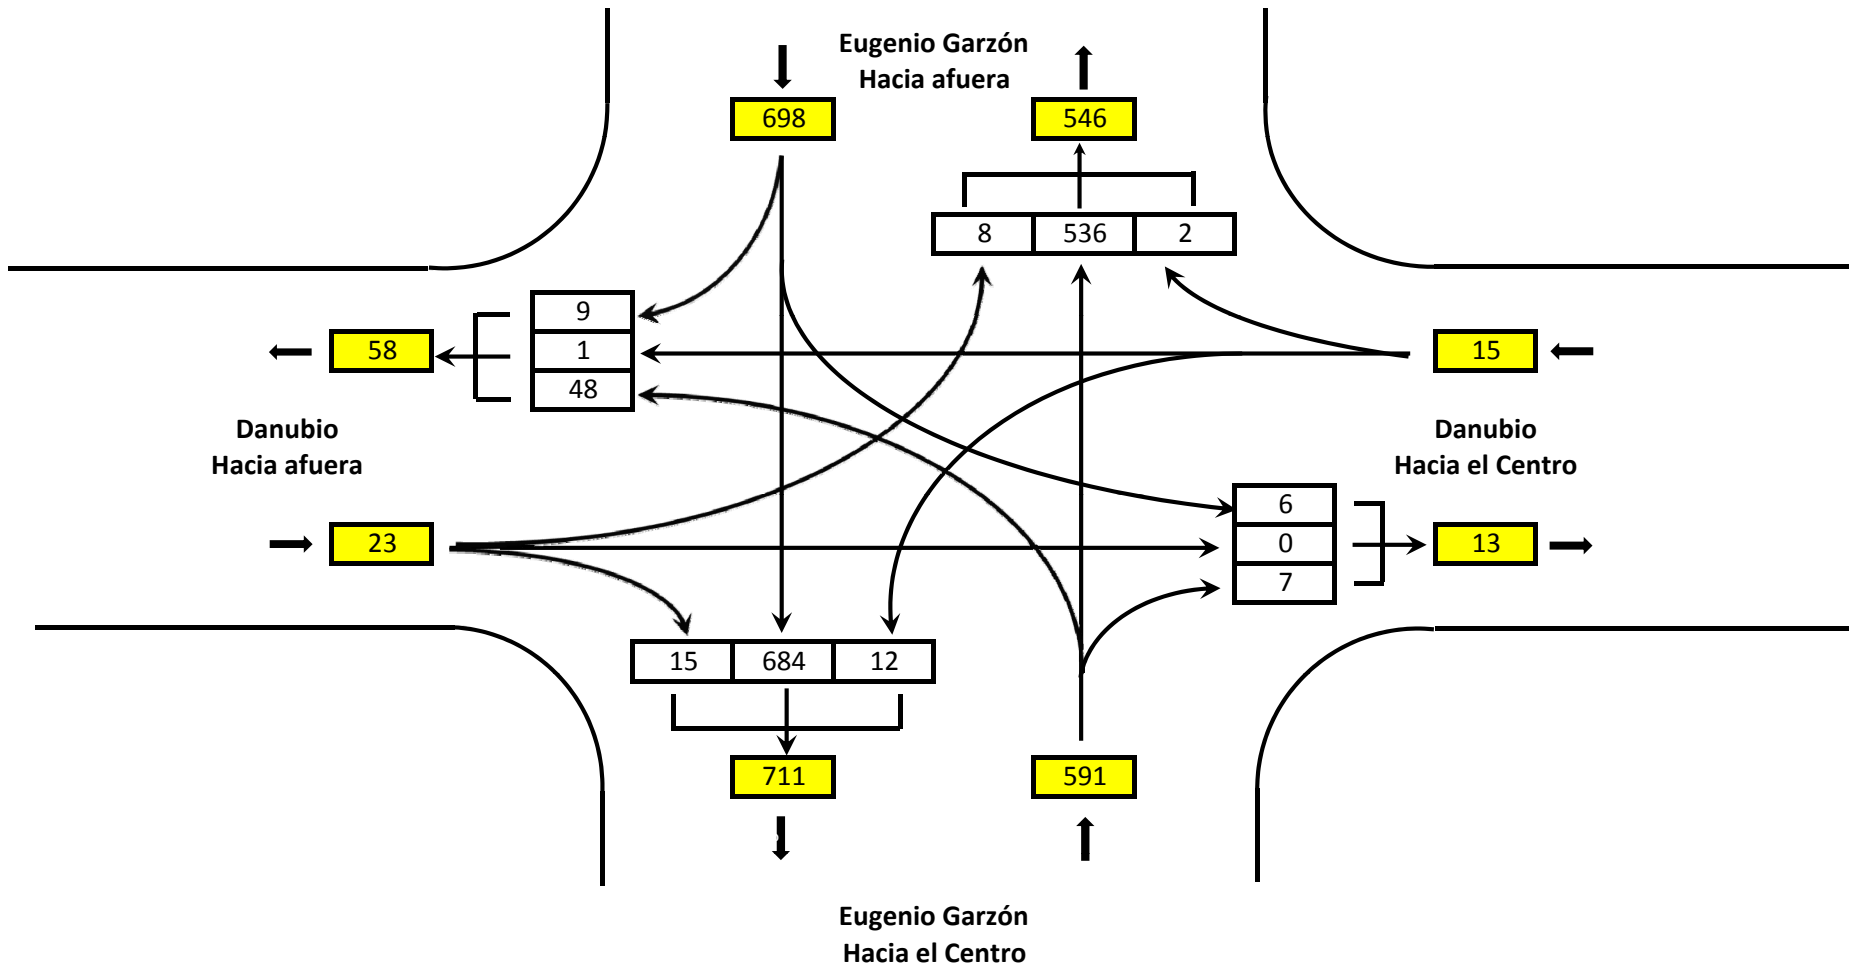 Eugenio Garzón
Hacia afuera
698
546
8 536 2
9
1
48
58
15
Danubio
Hacia afuera
Danubio
Hacia el Centro
23
6
0
7
13
15 684 12
711
591
Eugenio Garzón
Hacia el Centro